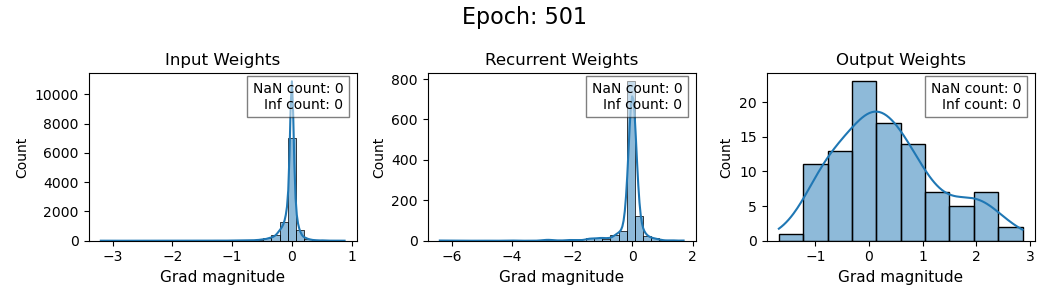 Epoch: 501
Input Weights
NaN count: 0
Inf count: 0
10000
8000
6000
4000
2000
0
Count
−3
−2
−1
0
1
Grad magnitude
Recurrent Weights
NaN count: 0
Inf count: 0
800
600
400
200
0
Count
−6
−4
−2
0
2
Grad magnitude
Output Weights
NaN count: 0
Inf count: 0
20
15
10
5
0
Count
−1
0
1
2
3
Grad magnitude